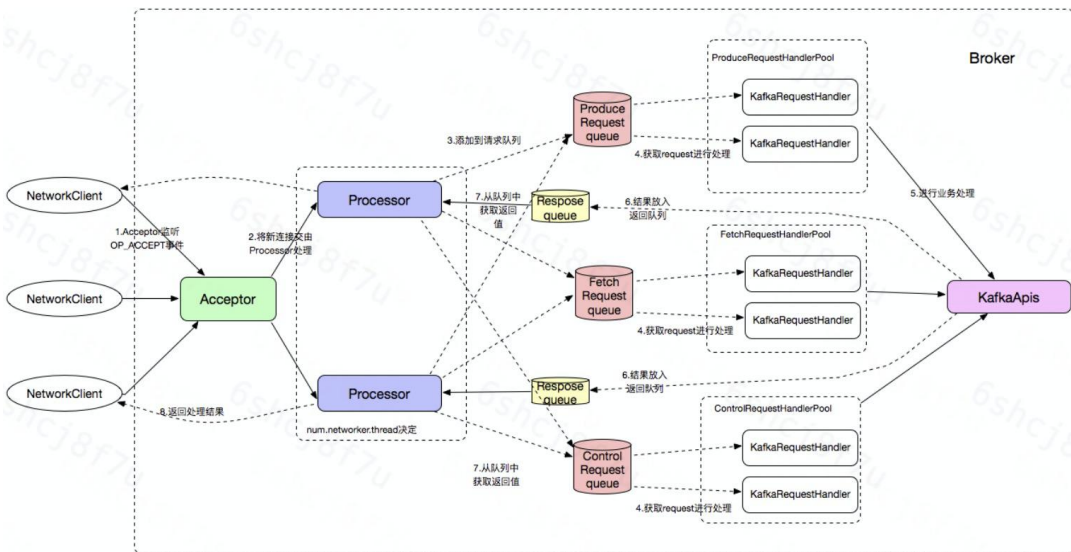 Broker
ProduceRequestHandlerPool
KafkaRequestHandler
KafkaRequestHandler
Produce
Request
queue
3.添加到请求队列
4.获取request进行处理
5.进行业务处理
NetworkClient
Processor
7.从队列中
获取返回
值
Respose
queue
6.结果放入
返回队列
1.Acceptor监听
OP_ACCEPT事件
2.将新连接交由
Processor处理
FetchRequestHandlerPool
KafkaRequestHandler
KafkaRequestHandler
Fetch
Request
queue
4.获取request进行处理
NetworkClient
Acceptor
KafkaApis
NetworkClient
Processor
Respose
queue
6.结果放入
返回队列
8.返回处理结果
num.networker.thread决定
ControlRequestHandlerPool
KafkaRequestHandler
KafkaRequestHandler
Control
Request
queue
7.从队列中
获取返回值
4.获取request进行处理
6shcj8f7u